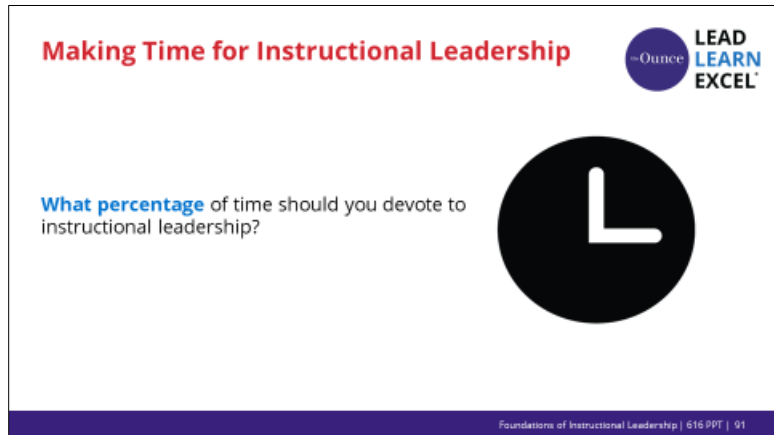 Making Time for Instructional Leadership
the Ounce
LEAD
LEARN
EXCEL®
What percentage of time should you devote to
instructional leadership?
Foundations of Instructional Leadership | 616 PPT | 91